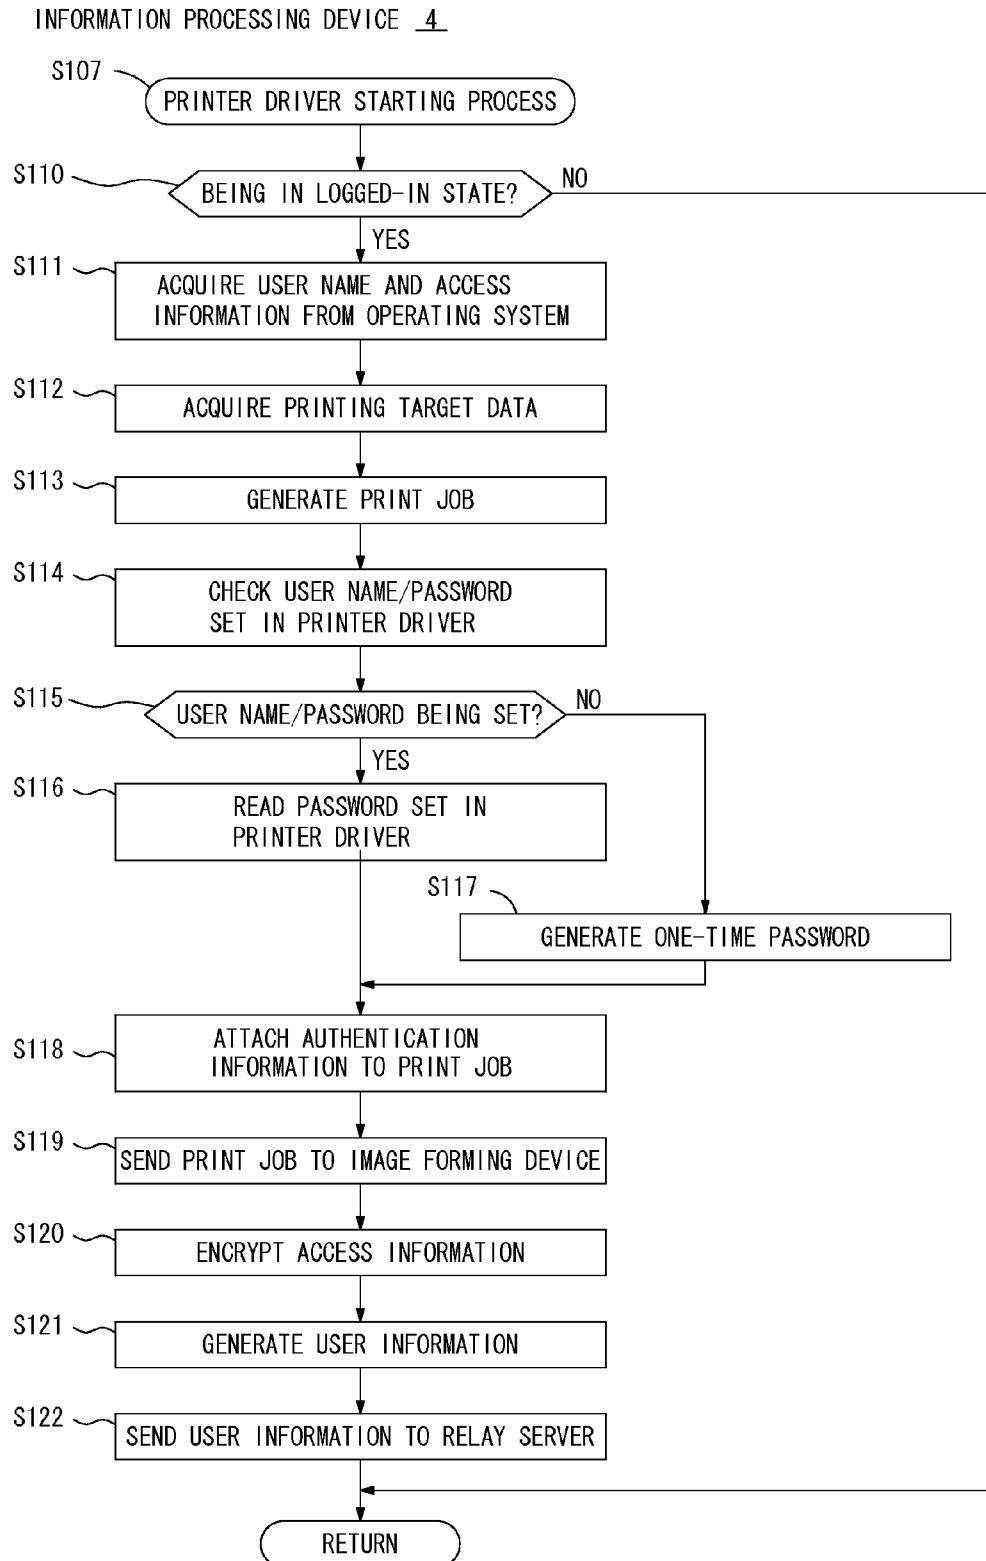 INFORMATION PROCESSING DEVICE 4
S107
PRINTER DRIVER STARTING PROCESS
S110
BEING IN LOGGED-IN STATE?
NO
YES
S111
ACQUIRE USER NAME AND ACCESS
INFORMATION FROM OPERATING SYSTEM
S112
ACQUIRE PRINTING TARGET DATA
S113
GENERATE PRINT JOB
S114
CHECK USER NAME/PASSWORD
SET IN PRINTER DRIVER
S115
USER NAME/PASSWORD BEING SET?
NO
YES
S116
READ PASSWORD SET IN
PRINTER DRIVER
S117
GENERATE ONE-TIME PASSWORD
S118
ATTACH AUTHENTICATION
INFORMATION TO PRINT JOB
S119
SEND PRINT JOB TO IMAGE FORMING DEVICE
S120
ENCRYPT ACCESS INFORMATION
S121
GENERATE USER INFORMATION
S122
SEND USER INFORMATION TO RELAY SERVER
RETURN